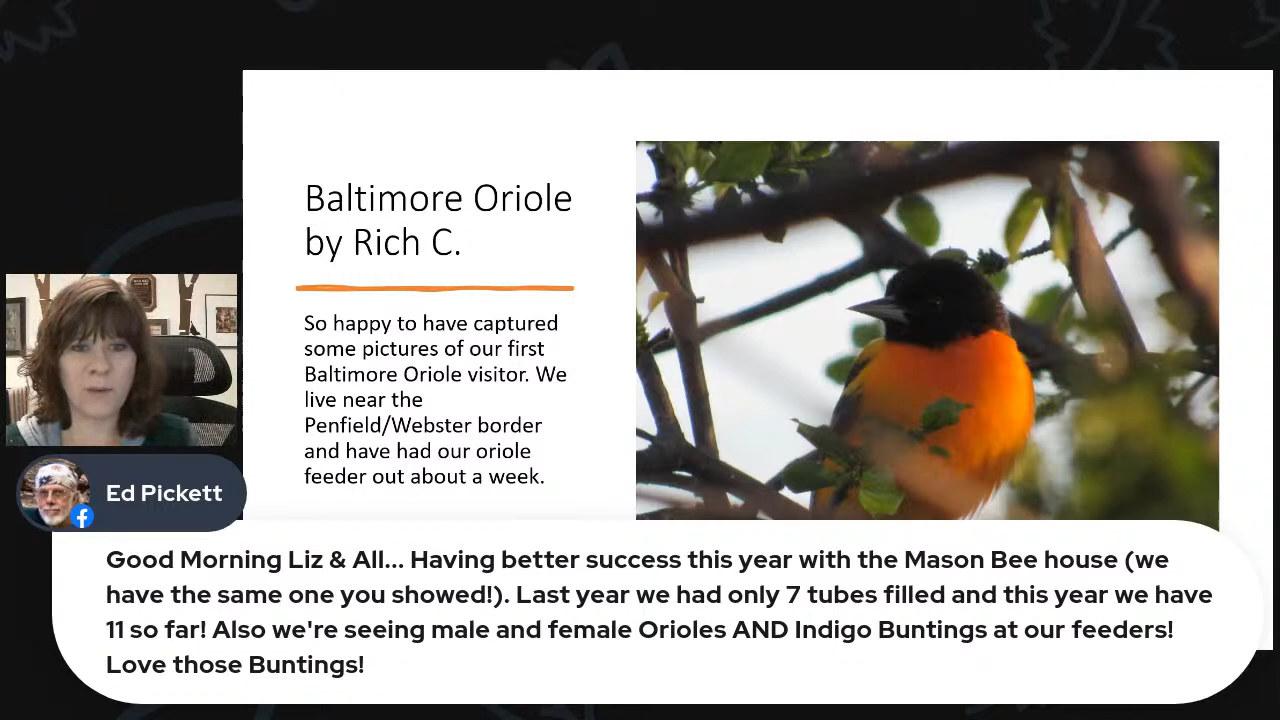 Baltimore Oriole
by Rich C.
So happy to have captured
some pictures of our first
Baltimore Oriole visitor. We
live near the
Penfield/Webster border
and have had our oriole
feeder out about a week.
Ed Pickett
Good Morning Liz & All... Having better success this year with the Mason Bee house (we
have the same one you showed!). Last year we had only 7 tubes filled and this year we have
11 so far! Also we're seeing male and female Orioles AND Indigo Buntings at our feeders!
Love those Buntings!